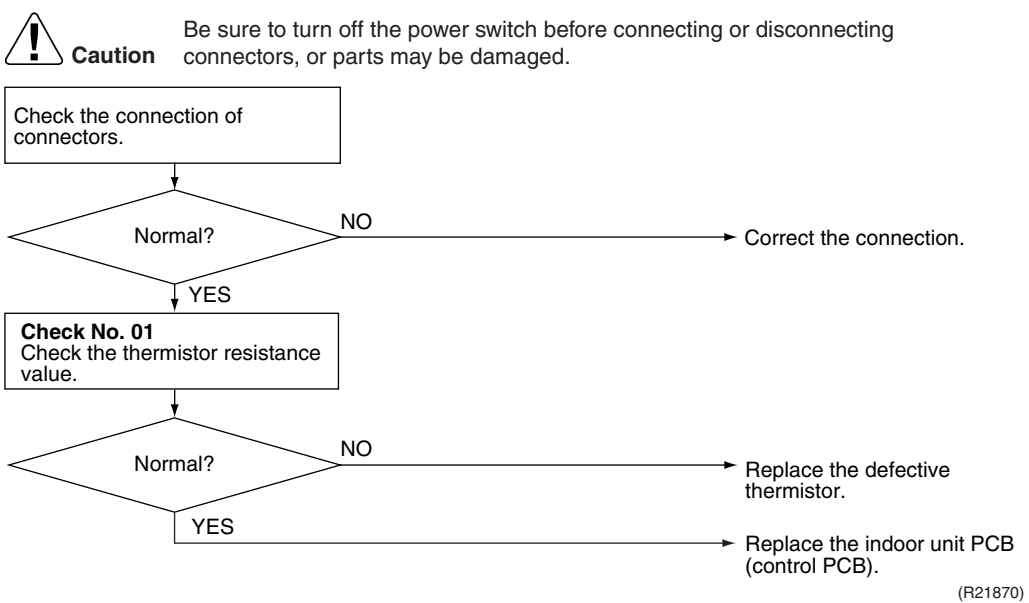 Be sure to turn off the power switch before connecting or disconnecting
Caution connectors, or parts may be damaged.
Check the connection of
connectors.
Normal?
NO
Correct the connection.
YES
Check No. 01
Check the thermistor resistance
value.
Normal?
NO
Replace the defective
thermistor.
YES
Replace the indoor unit PCB
(control PCB).
(R21870)